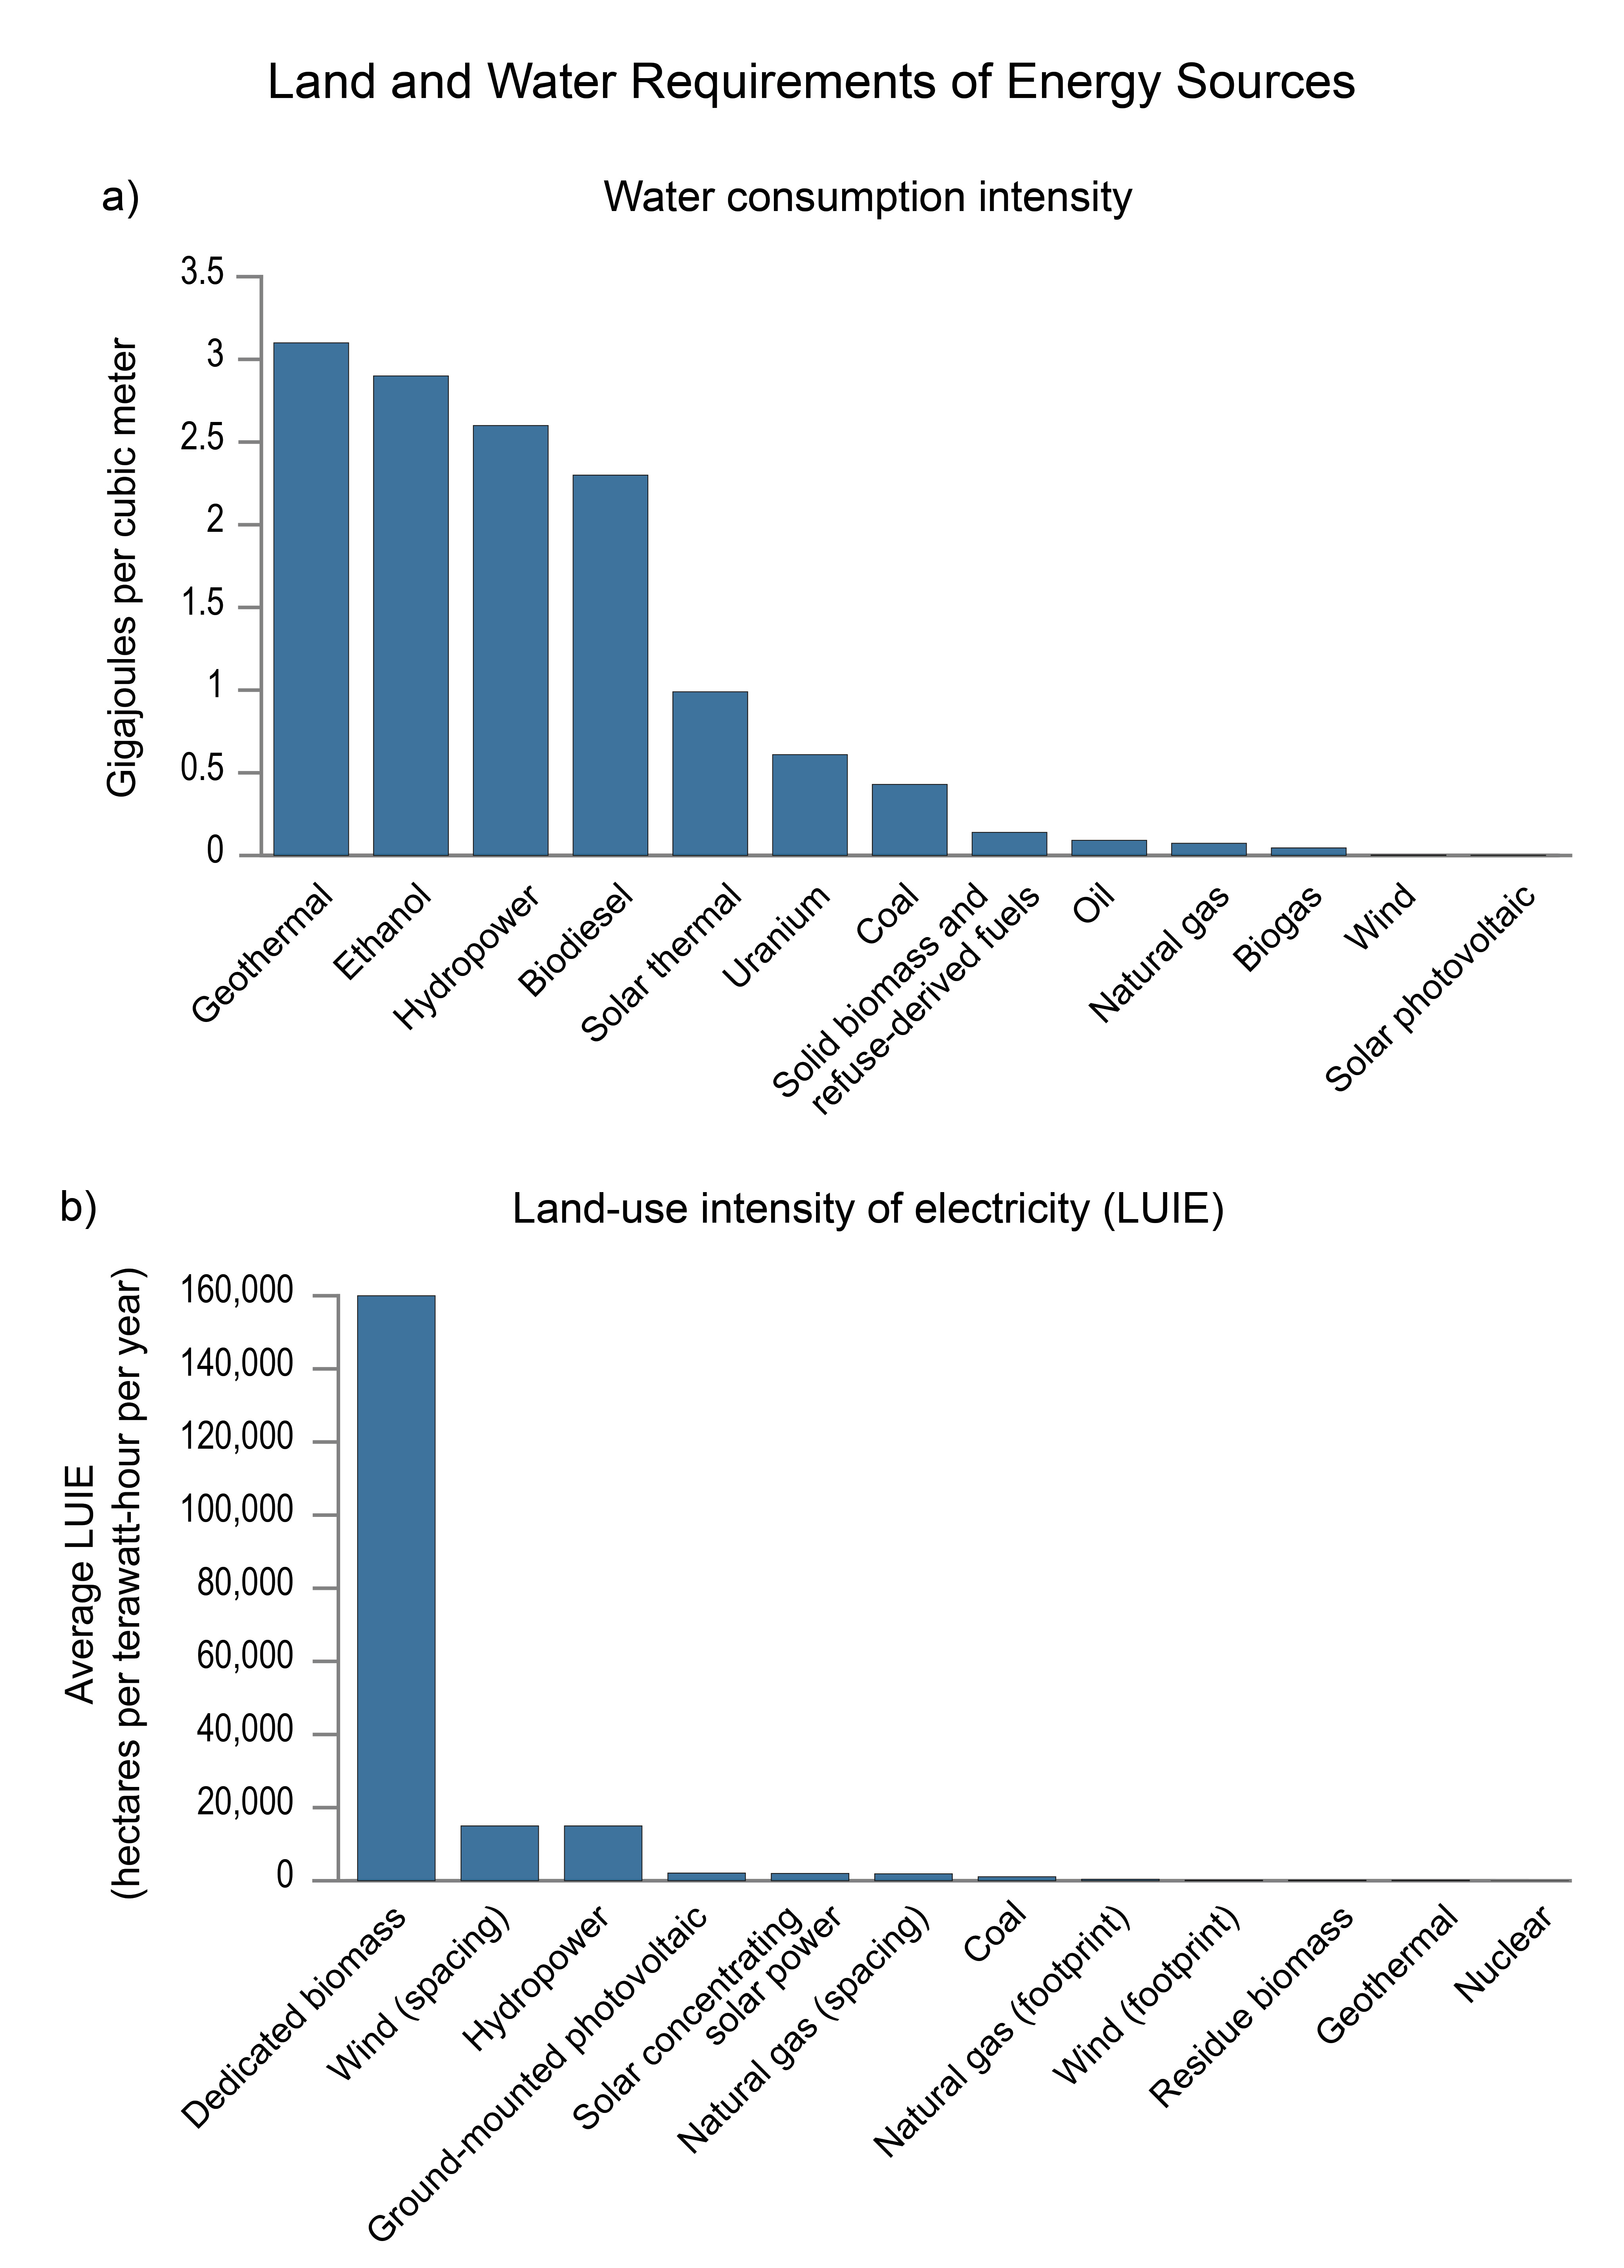 Land and Water Requirements of Energy Sources
a)
Water consumption intensity
Gigajoules per cubic meter
3.5
3
2.5
2
1.5
1
0.5
0
Geothermal
Ethanol
Hydropower
Biodiesel
Solar thermal
Uranium
Coal
Solid biomass and
refuse-derived fuels
Oil
Natural gas
Biogas
Wind
Solar photovoltaic
b)
Land-use intensity of electricity (LUIE)
Average LUIE
(hectares per terawatt-hour per year)
160,000
140,000
120,000
100,000
80,000
60,000
40,000
20,000
0
Dedicated biomass
Wind (spacing)
Hydropower
Ground-mounted photovoltaic
Solar concentrating
solar power
Natural gas (spacing)
Coal
Natural gas (footprint)
Wind (footprint)
Residue biomass
Geothermal
Nuclear